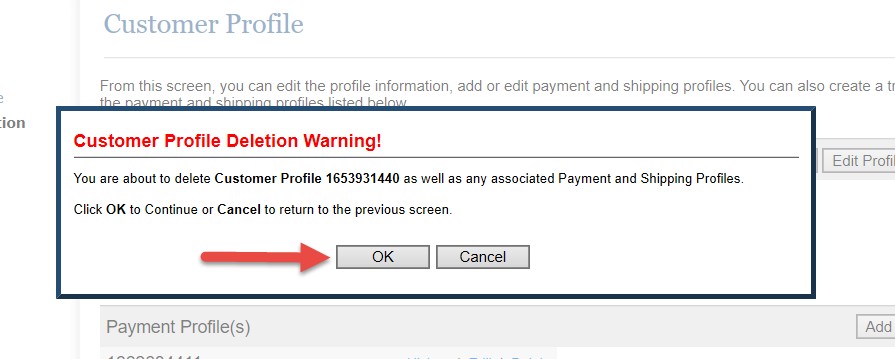 Customer Profile
From this screen, you can edit the profile information, add or edit payment and shipping profiles. You can also create a
the payment and shipping profiles listed below
tion
Customer Profile Deletion Warning!
Edit Profil
You are about to delete Customer Profile 1653931440 as well as any associated Payment and Shipping Profiles.
Click OK to Continue or Cancel to return to the previous screen.
OK Cancel
Payment Profile(s)
Add